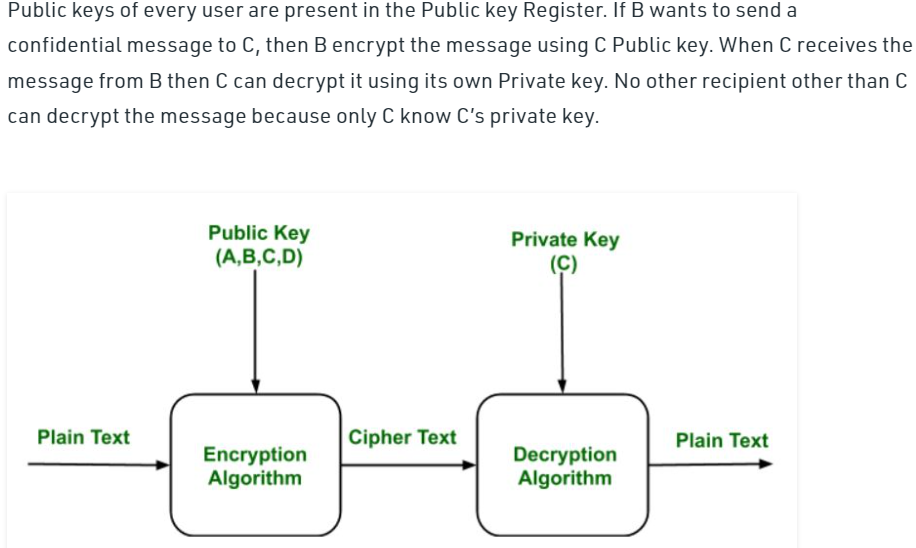 Public keys of every user are present in the Public key Register. If B wants to send a
confidential message to C, then B encrypt the message using C Public key. When C receives the
message from B then C can decrypt it using its own Private key. No other recipient other than C
can decrypt the message because only C know C’s private key.
Public Key
(A,B,C,D)
Private Key
(C)
Plain Text
Encryption
Algorithm
Cipher Text
Decryption
Algorithm
Plain Text